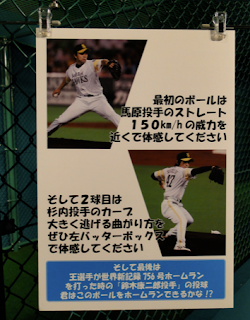 最初のボールは
馬原投手のストレート
150km/hの威力を
近くで体感してください
そして2球目は
杉内投手のカーブ
大きく逃げる曲がり方を
ぜひ左バッターボックス
で体感してください
そして最後は
王選手が世界新記録756号ホームラン
を打った時の「鈴木康二郎投手」の投球
君はこのボールをホームランできるかな!?